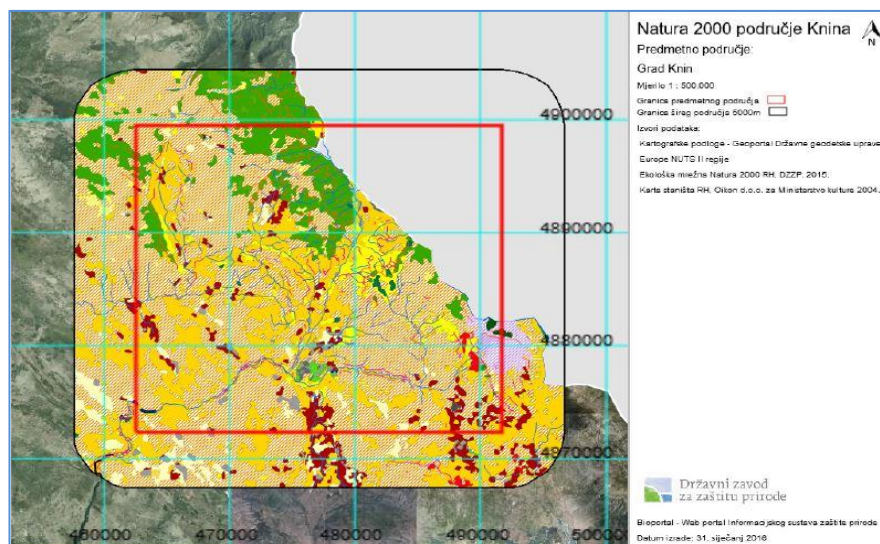 Natura 2000 područje Knina
N
Predmetno područje:
Grad Knin
Mjerilo 1 : 500.000
Granica predmetnog područja
Granica šireg područja 5000m
Izvori podataka:
Kartografske podloge - Geoportal Državne geodetske uprave
Europe NUTS II regije
Ekološka mrežna Natura 2000 RH, DZZP, 2015.
Karta staništa RH, Oikon d.o.o. za Ministarstvo kulture 2004.
4900000
4890000
4880000
4870000
460000
470000
480000
490000
500000
Državni zavod
za zaštitu prirode
Bioportal - Web portal Informacijskog sustava zaštite prirode
Datum izrade: 31. siječanj 2016